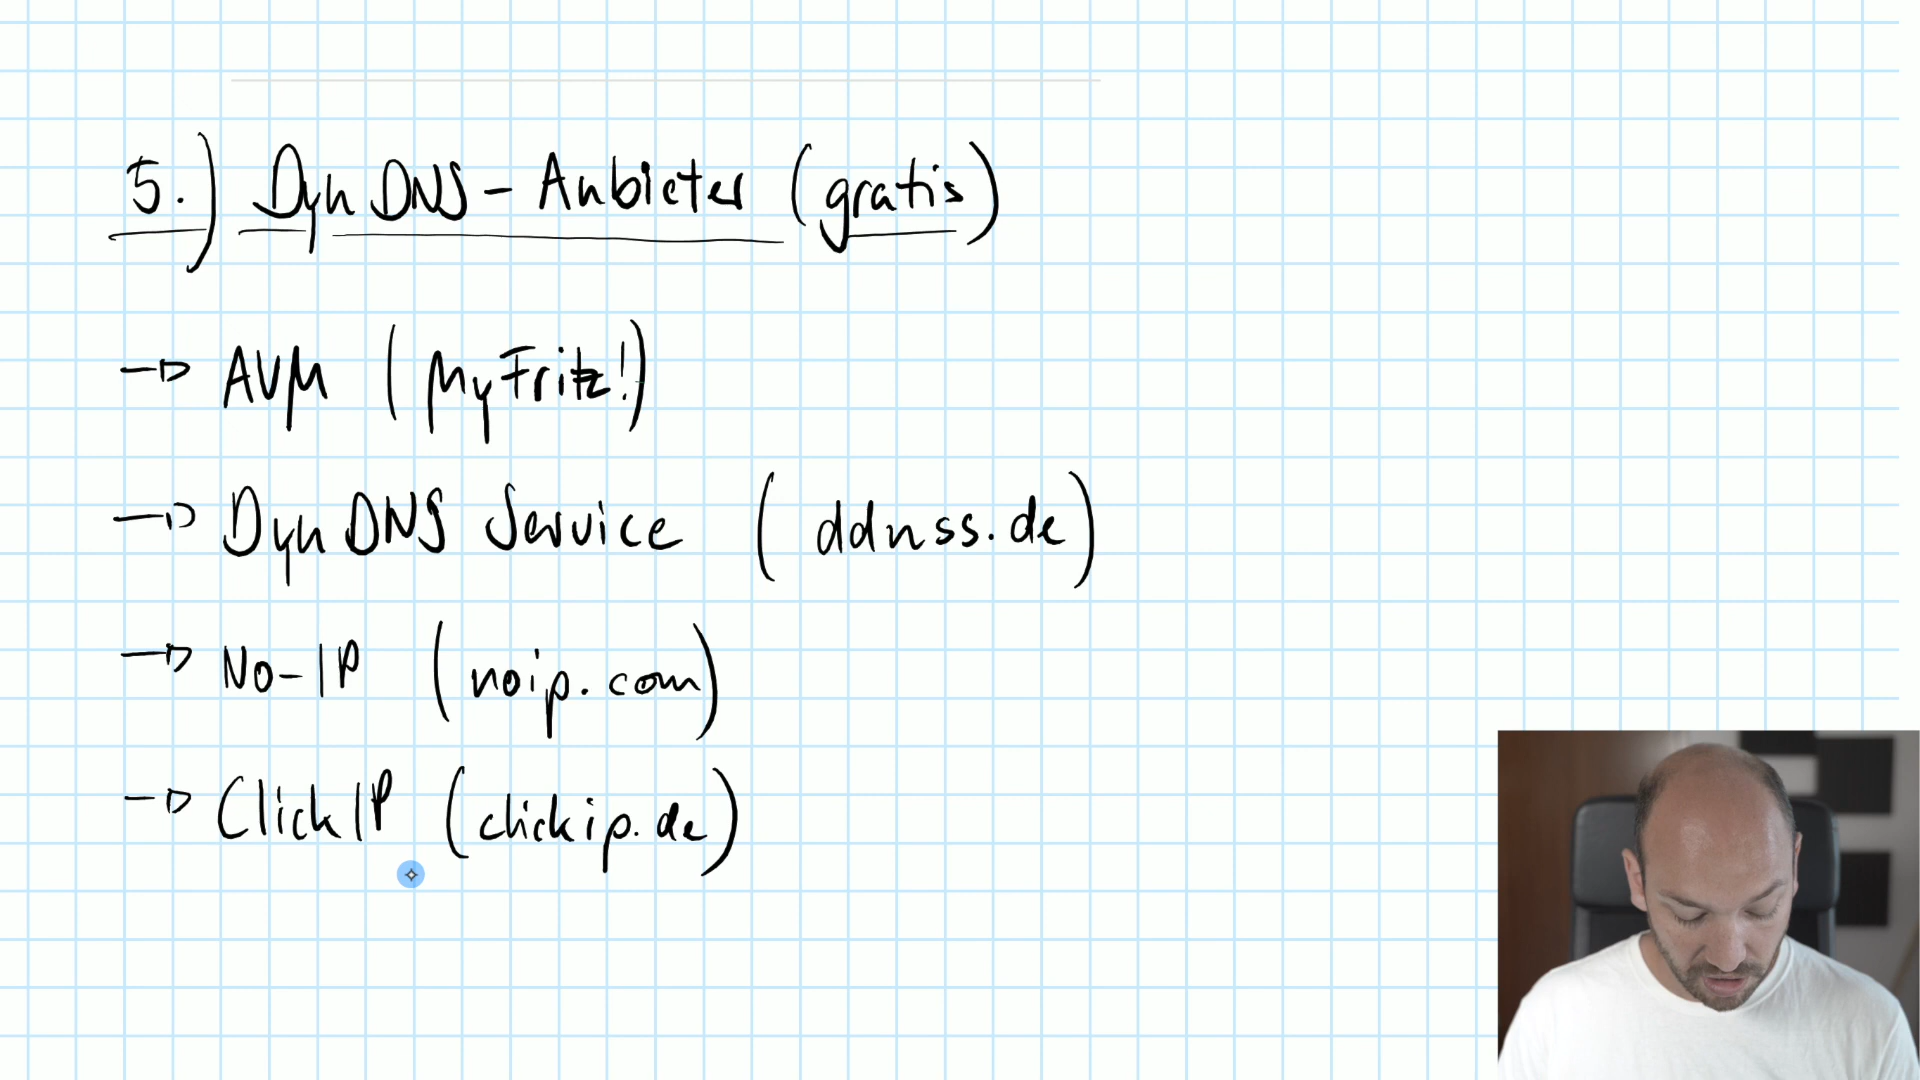 5.) DynDNS - Anbieter (gratis)
→ AVM (MyFritz!)
→ DynDNS Service (ddnss.de)
→ No-IP (noip.com)
→ ClickIP (clickip.de)